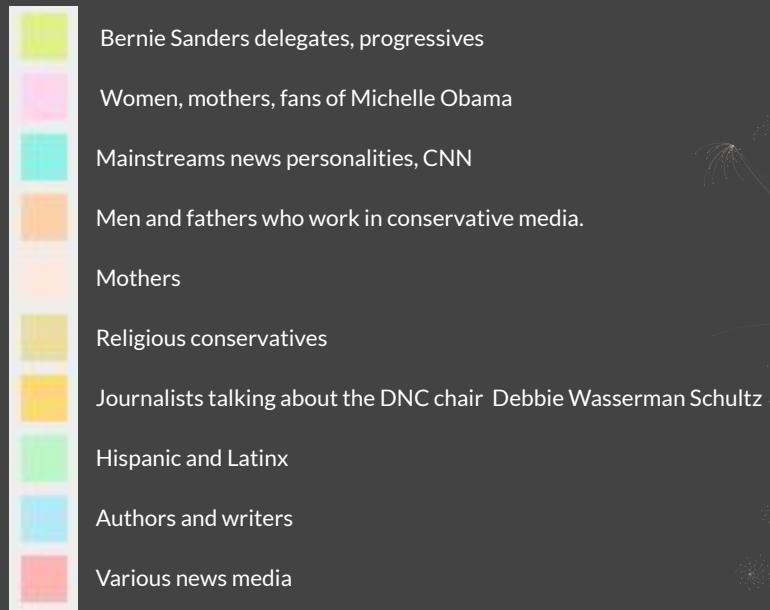 Bernie Sanders delegates, progressives
Women, mothers, fans of Michelle Obama
Mainstreams news personalities, CNN
Men and fathers who work in conservative media.
Mothers
Religious conservatives
Journalists talking about the DNC chair  Debbie Wasserman Schultz
Hispanic and Latinx
Authors and writers
Various news media